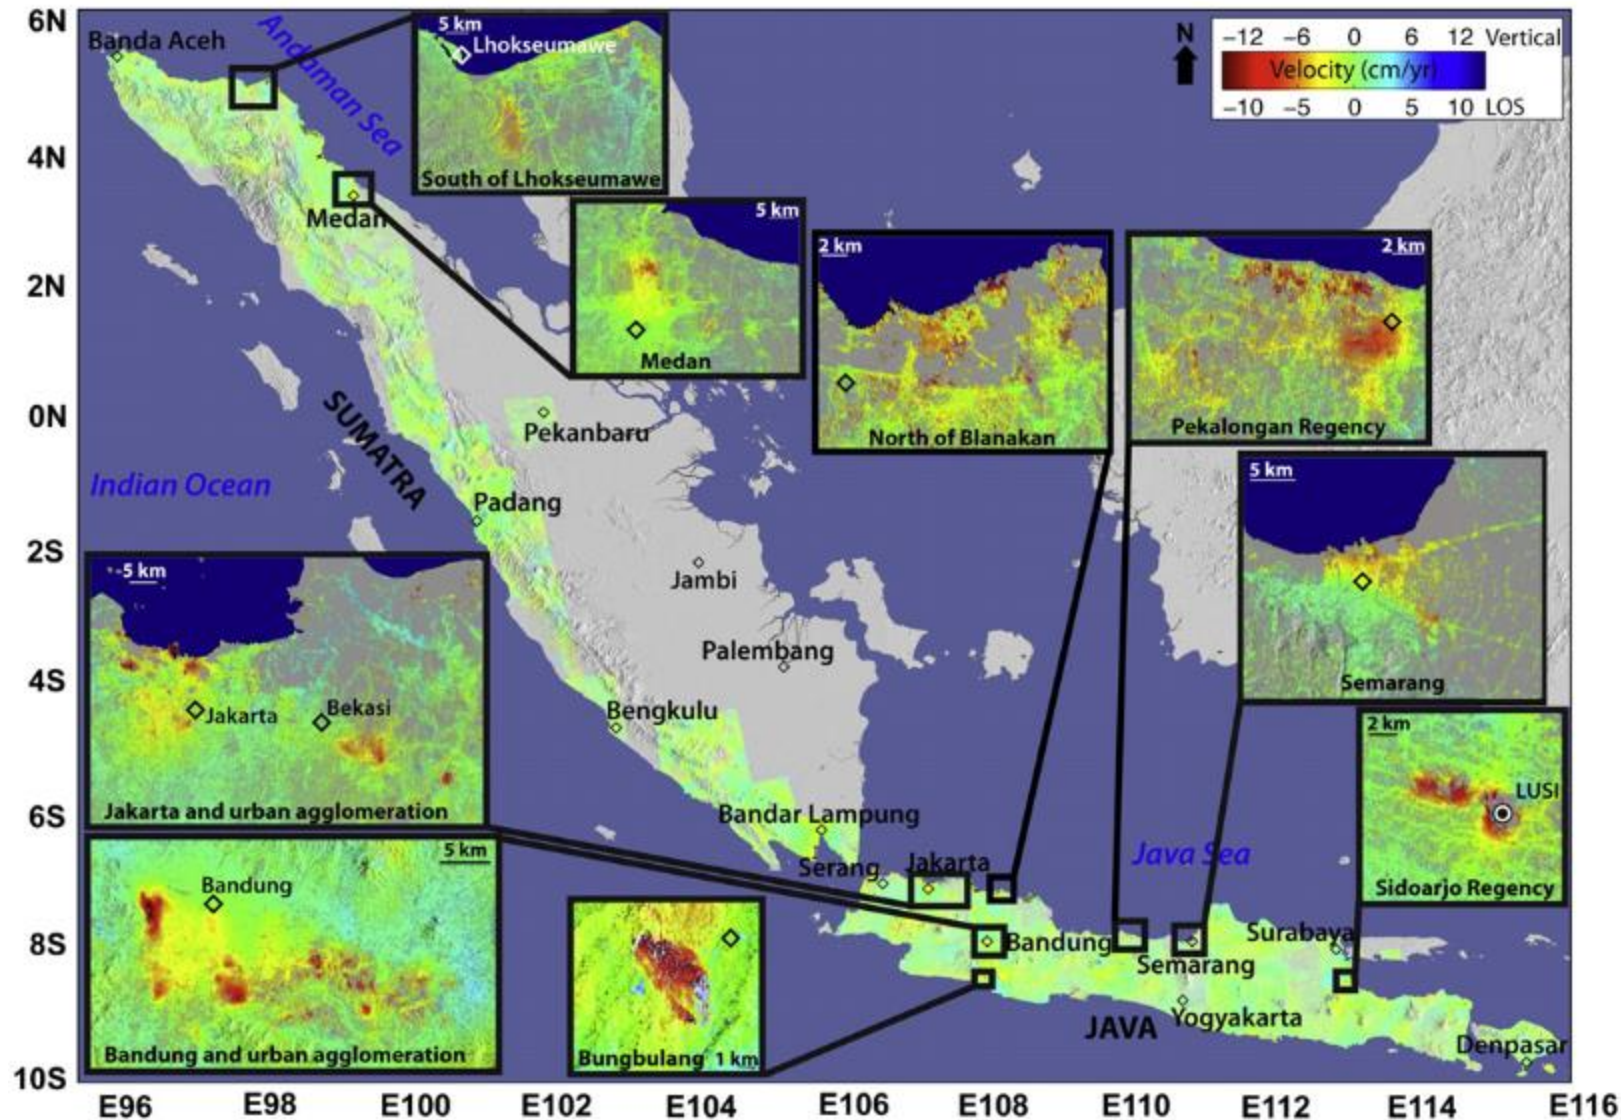 6N
4N
2N
0N
2S
4S
6S
8S
10S
E96 E98 E100 E102 E104 E106 E108 E110 E112 E114 E116
N
−12 −6 0 6 12 Vertical
Velocity (cm/yr)
−10 −5 0 5 10 LOS
Banda Aceh
Andaman Sea
5 km
Lhokseumawe
South of Lhokseumawe
Medan
5 km
Medan
2 km
North of Blanakan
2 km
Pekalongan Regency
SUMATRA
Pekanbaru
Indian Ocean
Padang
5 km
Semarang
Jambi
5 km
Jakarta
Bekasi
Jakarta and urban agglomeration
Palembang
Bengkulu
2 km
LUSI
Sidoarjo Regency
Bandar Lampung
Serang
Jakarta
Java Sea
5 km
Bandung
Bandung and urban agglomeration
Bungbulang 1 km
Bandung
Semarang
Surabaya
JAVA
Yogyakarta
Denpasar